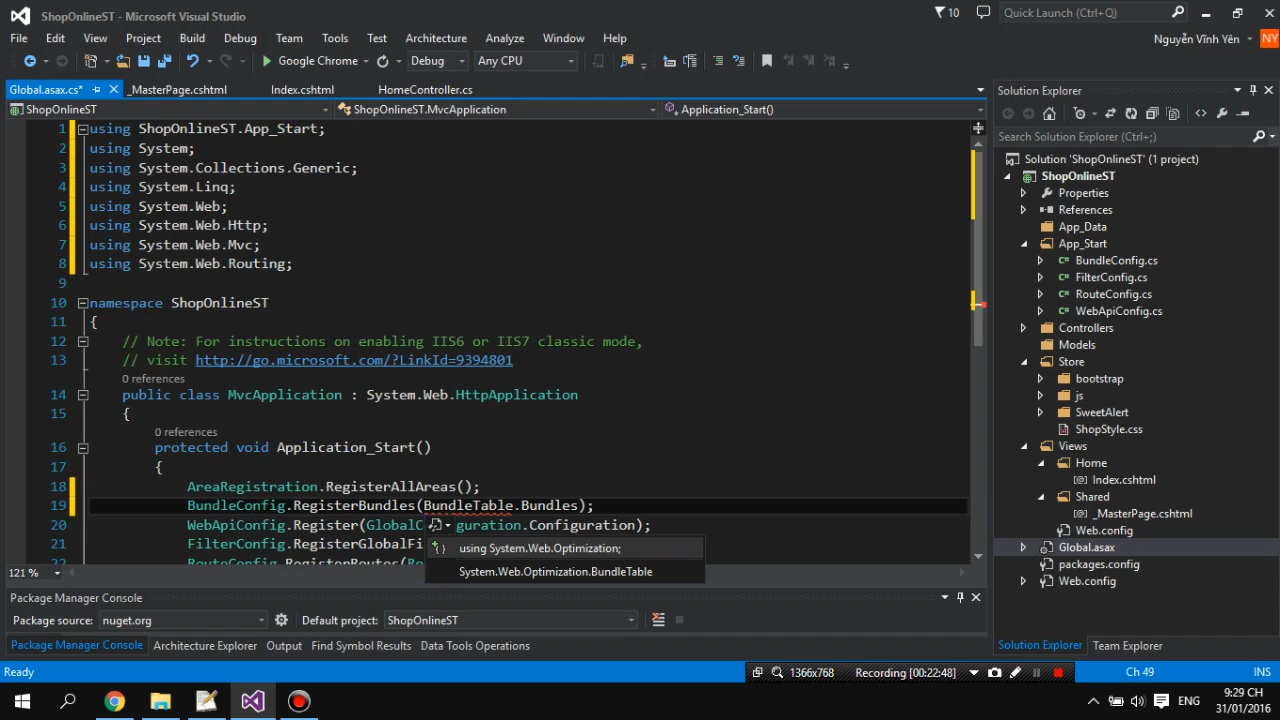 ShopOnlineST - Microsoft Visual Studio
10
Quick Launch (Ctrl+Q)
File Edit View Project Build Debug Team Tools Test Architecture Analyze Window Help
Nguyễn Vĩnh Yên NY
Google Chrome Debug Any CPU
Global.asax.cs* _MasterPage.cshtml Index.cshtml HomeController.cs
ShopOnlineST ShopOnlineST.MvcApplication Application_Start()
1 using ShopOnlineST.App_Start;
2 using System;
3 using System.Collections.Generic;
4 using System.Linq;
5 using System.Web;
6 using System.Web.Http;
7 using System.Web.Mvc;
8 using System.Web.Routing;
9
10 namespace ShopOnlineST
11 {
12 // Note: For instructions on enabling IIS6 or IIS7 classic mode,
13 // visit http://go.microsoft.com/?LinkId=9394801
0 references
14 public class MvcApplication : System.Web.HttpApplication
15 {
0 references
16 protected void Application_Start()
17 {
18 AreaRegistration.RegisterAllAreas();
19 BundleConfig.RegisterBundles(BundleTable.Bundles);
20 WebApiConfig.Register(GlobalC guration.Configuration);
21 FilterConfig.RegisterGlobalFi
22 RouteConfig.RegisterRoutes(Ro
{} using System.Web.Optimization;
System.Web.Optimization.BundleTable
121 %
Solution Explorer
Search Solution Explorer (Ctrl+;)
Solution 'ShopOnlineST' (1 project)
ShopOnlineST
Properties
References
App_Data
App_Start
C# BundleConfig.cs
C# FilterConfig.cs
C# RouteConfig.cs
C# WebApiConfig.cs
Controllers
Models
Store
bootstrap
js
SweetAlert
ShopStyle.css
Views
Home
Index.cshtml
Shared
_MasterPage.cshtml
Web.config
Global.asax
packages.config
Web.config
Solution Explorer Team Explorer
Package Manager Console
Package source: nuget.org Default project: ShopOnlineST
Package Manager Console Architecture Explorer Output Find Symbol Results Data Tools Operations
Ready
1366x768 Recording [00:22:48]
Ch 49 INS
ENG
9:29 CH
31/01/2016